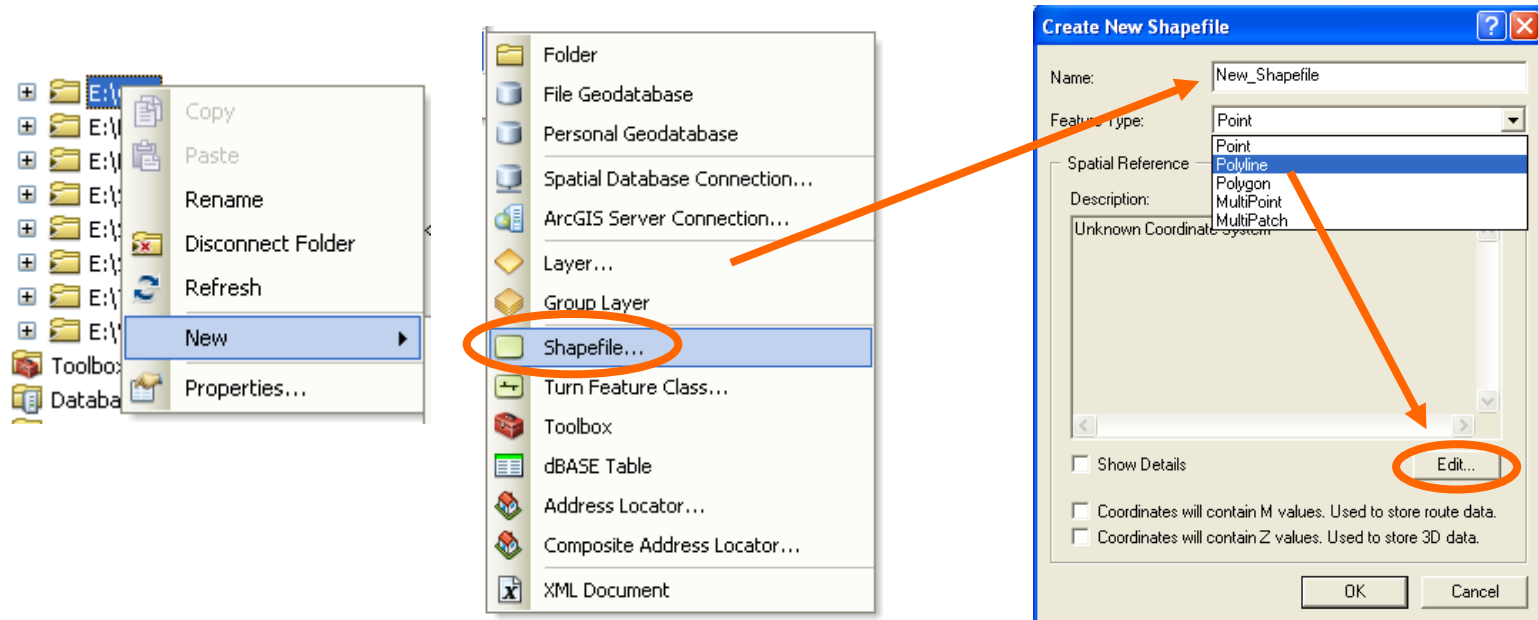 E:\
Copy
E:\
Paste
E:\
Rename
E:\
Disconnect Folder
E:\
E:\
Refresh
E:\
E:\
New
Toolbox
Properties...
Databa
Folder
File Geodatabase
Personal Geodatabase
Spatial Database Connection...
ArcGIS Server Connection...
Layer...
Group Layer
Shapefile...
Turn Feature Class...
Toolbox
dBASE Table
Address Locator...
Composite Address Locator...
XML Document
Create New Shapefile
Name: New_Shapefile
Feature Type: Point
Point
Polyline
Polygon
MultiPoint
MultiPatch
Spatial Reference
Description:
Unknown Coordinate System
Show Details
Edit...
Coordinates will contain M values. Used to store route data.
Coordinates will contain Z values. Used to store 3D data.
OK
Cancel